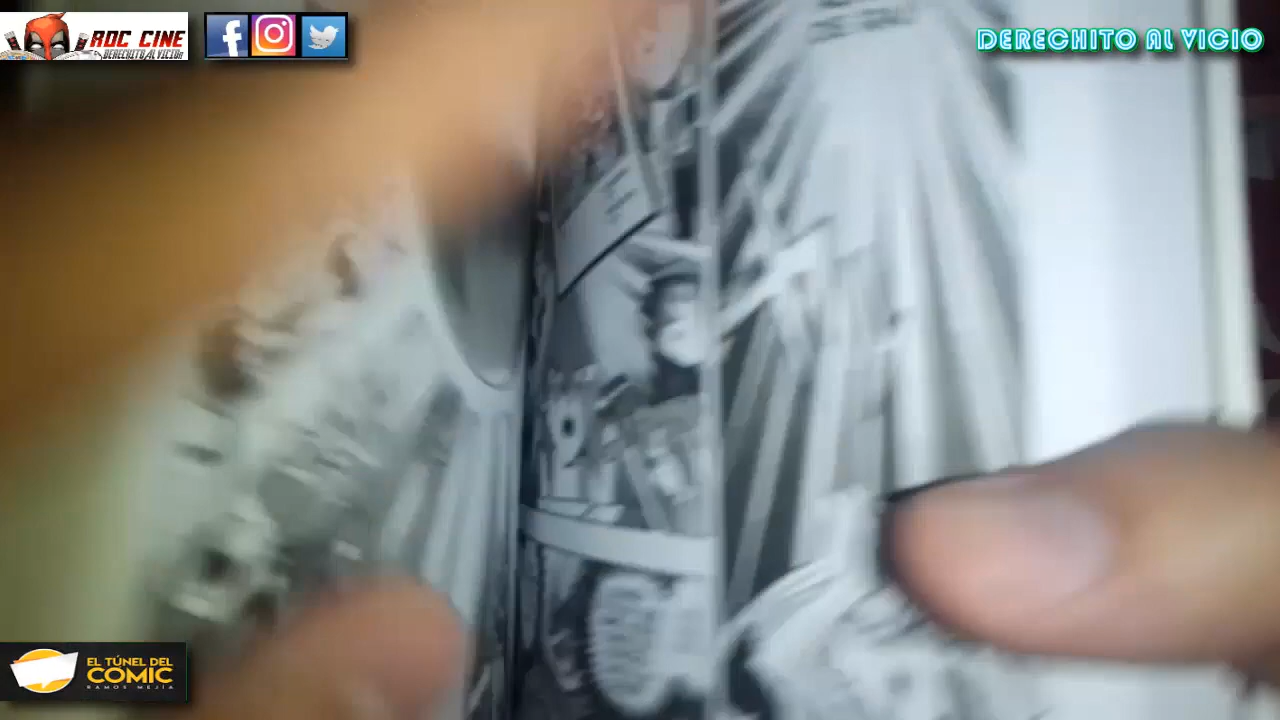 ROC CINE
DERECHITO AL VICIO
DERECHITO AL VICIO
EL TÚNEL DEL
COMIC
RAMOS MEJÍA